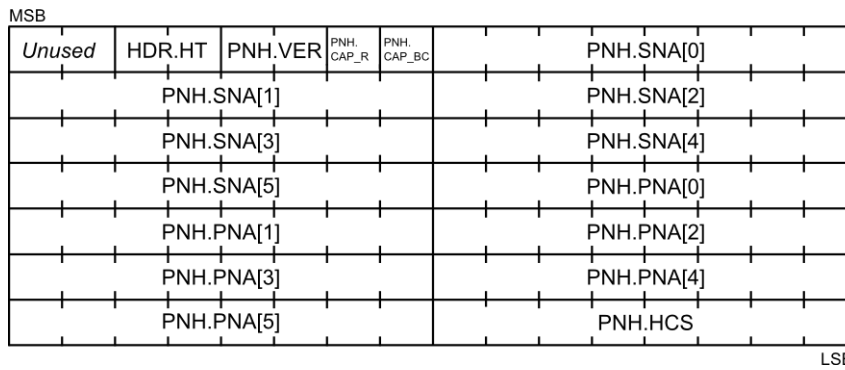 MSB
Unused HDR.HT PNH.VER PNH. CAP_R PNH. CAP_BC PNH.SNA[0]
PNH.SNA[1] PNH.SNA[2]
PNH.SNA[3] PNH.SNA[4]
PNH.SNA[5] PNH.PNA[0]
PNH.PNA[1] PNH.PNA[2]
PNH.PNA[3] PNH.PNA[4]
PNH.PNA[5] PNH.HCS
LSB